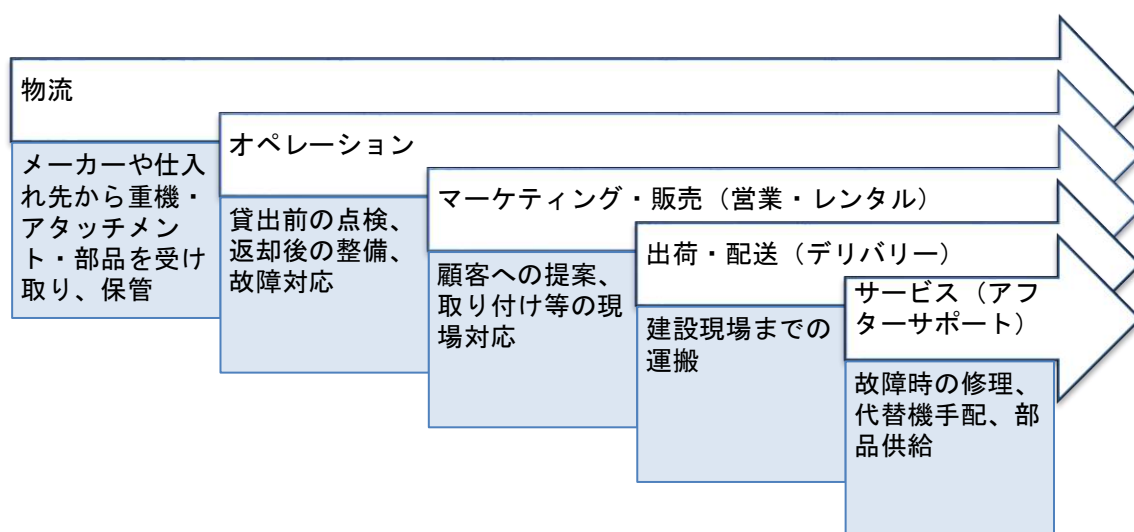 物流
メーカーや仕入
れ先から重機・
アタッチメン
ト・部品を受け
取り、保管
オペレーション
貸出前の点検、
返却後の整備、
故障対応
マーケティング・販売（営業・レンタル）
顧客への提案、
取り付け等の現
場対応
出荷・配送（デリバリー）
建設現場までの
運搬
サービス（アフ
ターサポート）
故障時の修理、
代替機手配、部
品供給